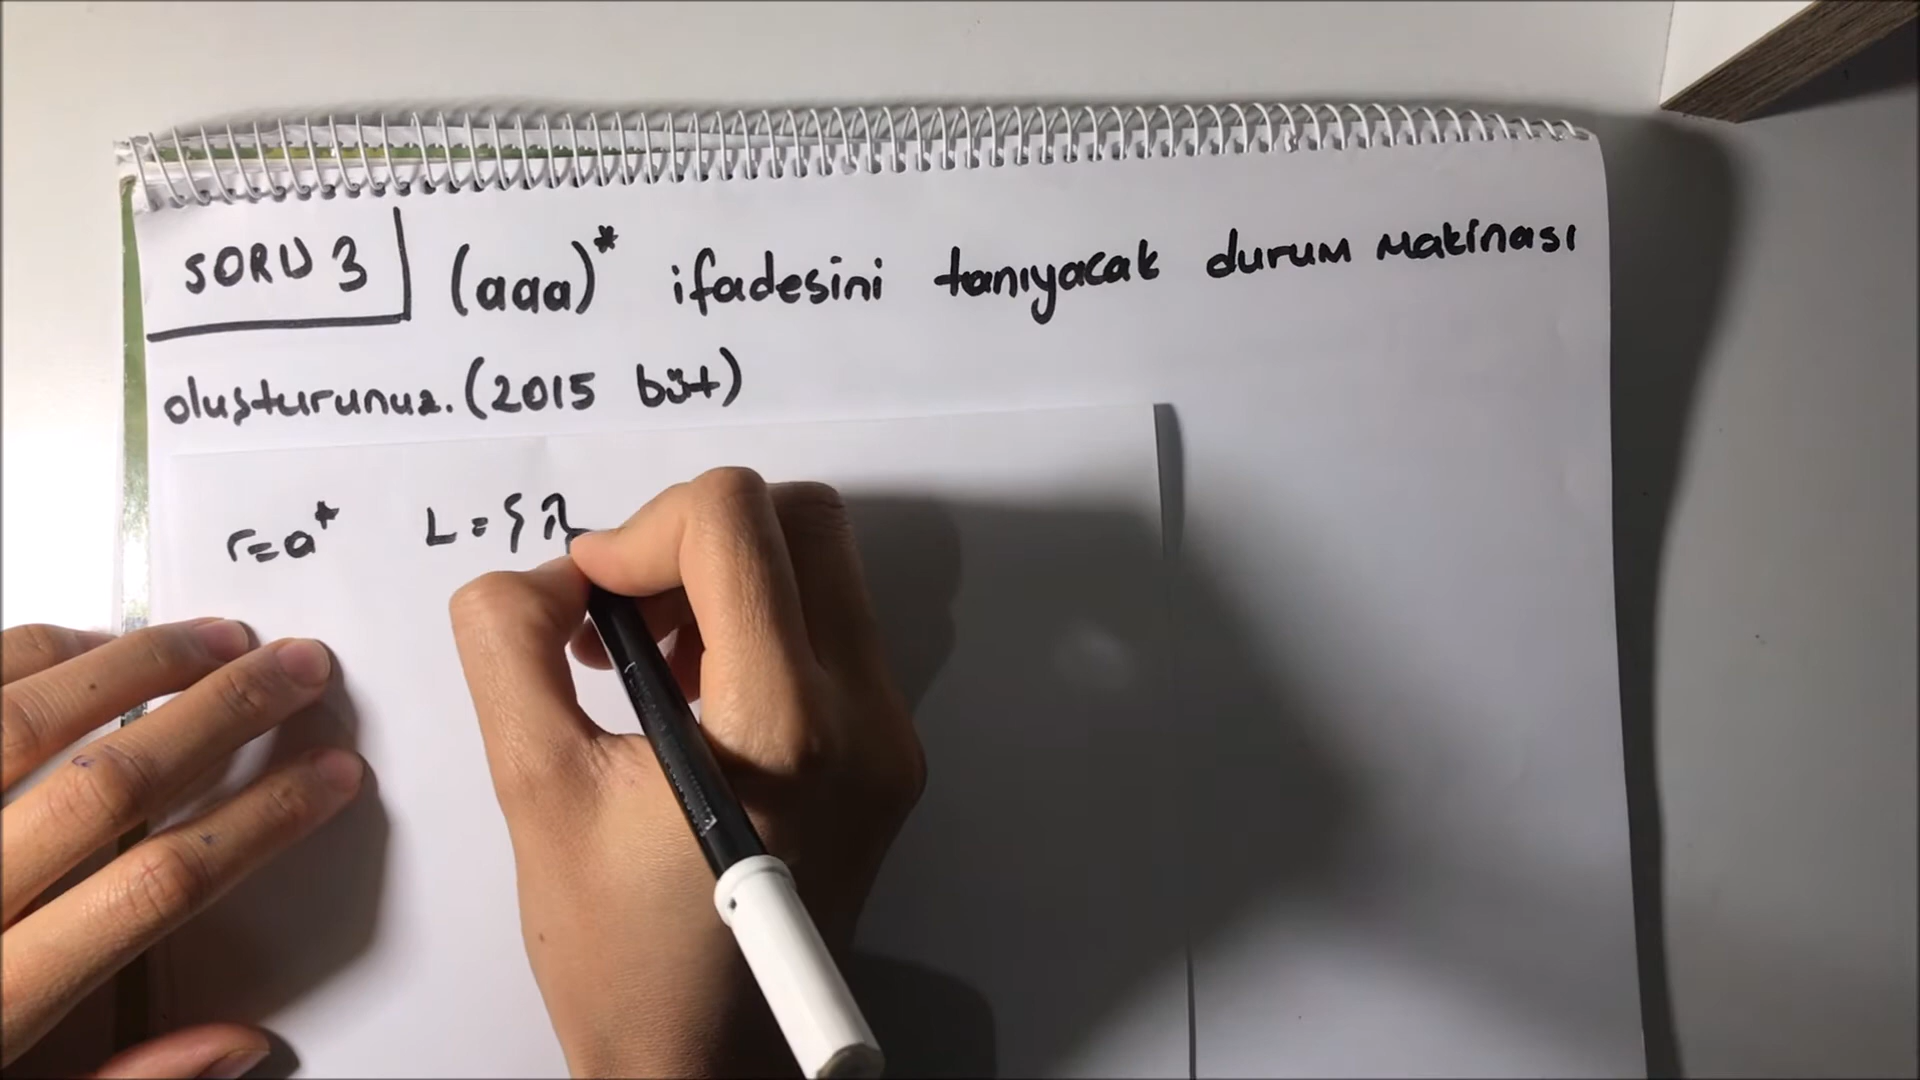 SORU 3 (aaa)* ifadesini tanıyacak durum makinası
oluşturunuz. (2015 büt)
r=a* L={λ